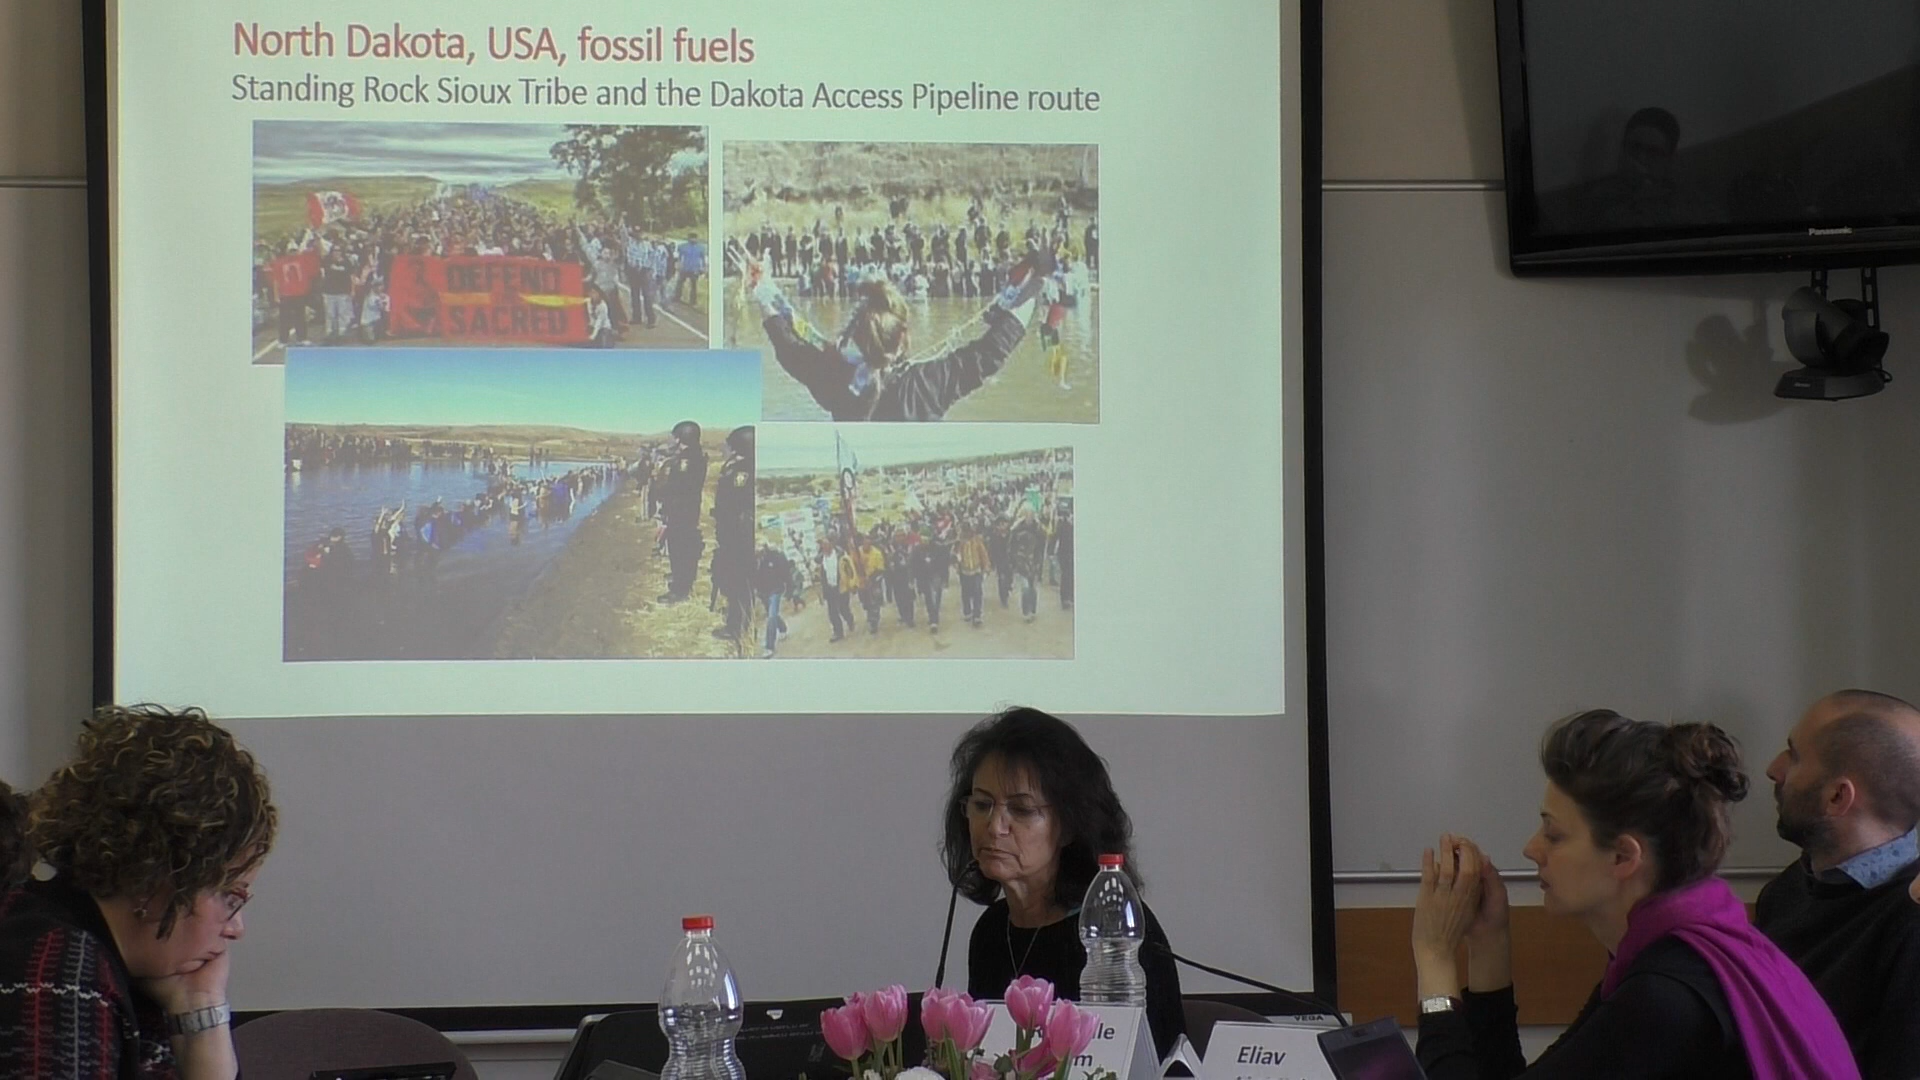 North Dakota, USA, fossil fuels
Standing Rock Sioux Tribe and the Dakota Access Pipeline route
DEFEND
SACRED
Panasonic
VEGA
Eliav